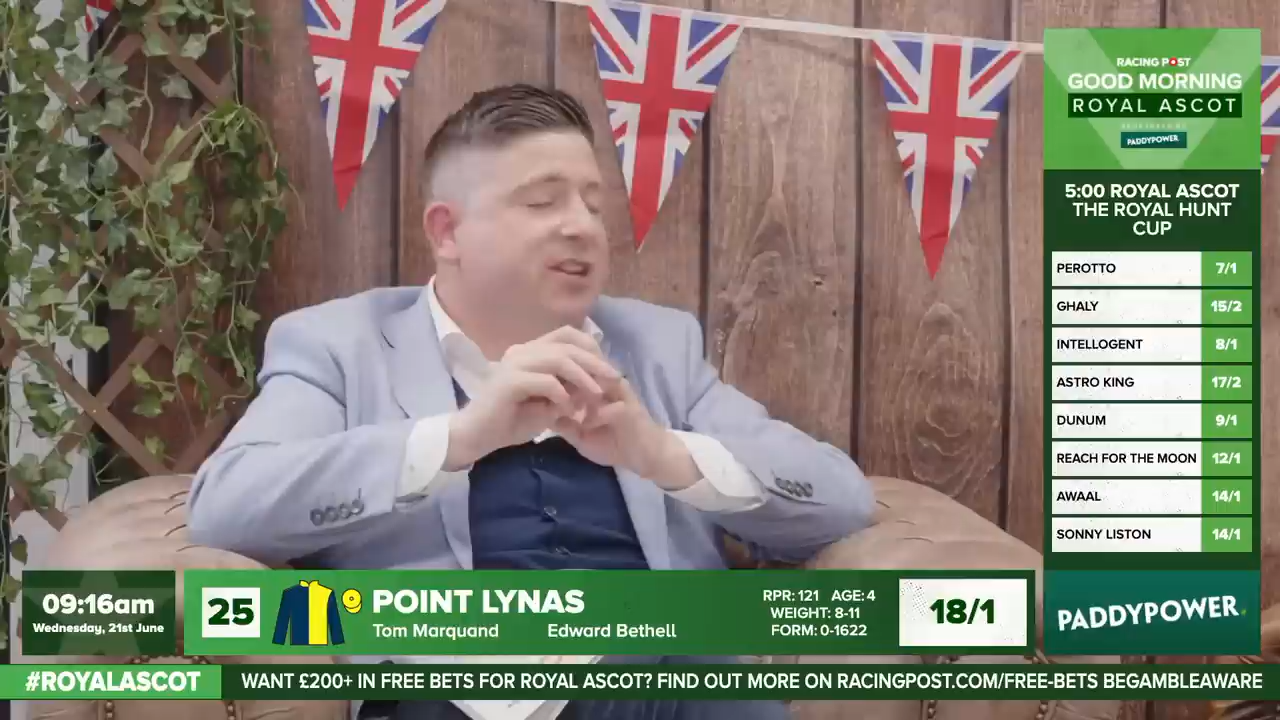 RACING POST
GOOD MORNING
ROYAL ASCOT
PADDYPOWER
5:00 ROYAL ASCOT
THE ROYAL HUNT
CUP
PEROTTO 7/1
GHALY 15/2
INTELLOGENT 8/1
ASTRO KING 17/2
DUNUM 9/1
REACH FOR THE MOON 12/1
AWAAL 14/1
SONNY LISTON 14/1
PADDYPOWER.
09:16am
Wednesday, 21st June
25
POINT LYNAS
Tom Marquand Edward Bethell
RPR: 121 AGE: 4
WEIGHT: 8-11
FORM: 0-1622
18/1
#ROYALASCOT
WANT £200+ IN FREE BETS FOR ROYAL ASCOT? FIND OUT MORE ON RACINGPOST.COM/FREE-BETS BEGAMBLEAWARE